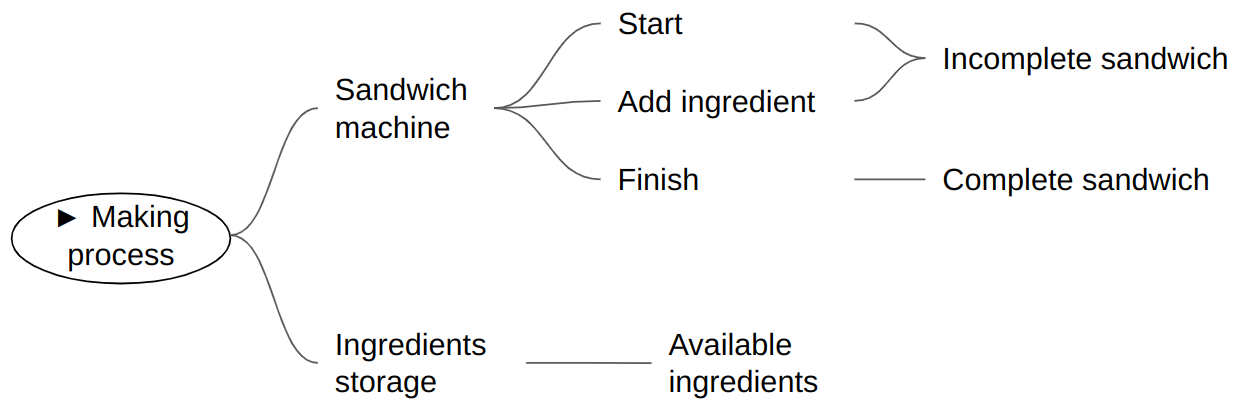 Start
Incomplete sandwich
Sandwich
machine
Add ingredient
Finish
Complete sandwich
► Making
process
Ingredients
storage
Available
ingredients